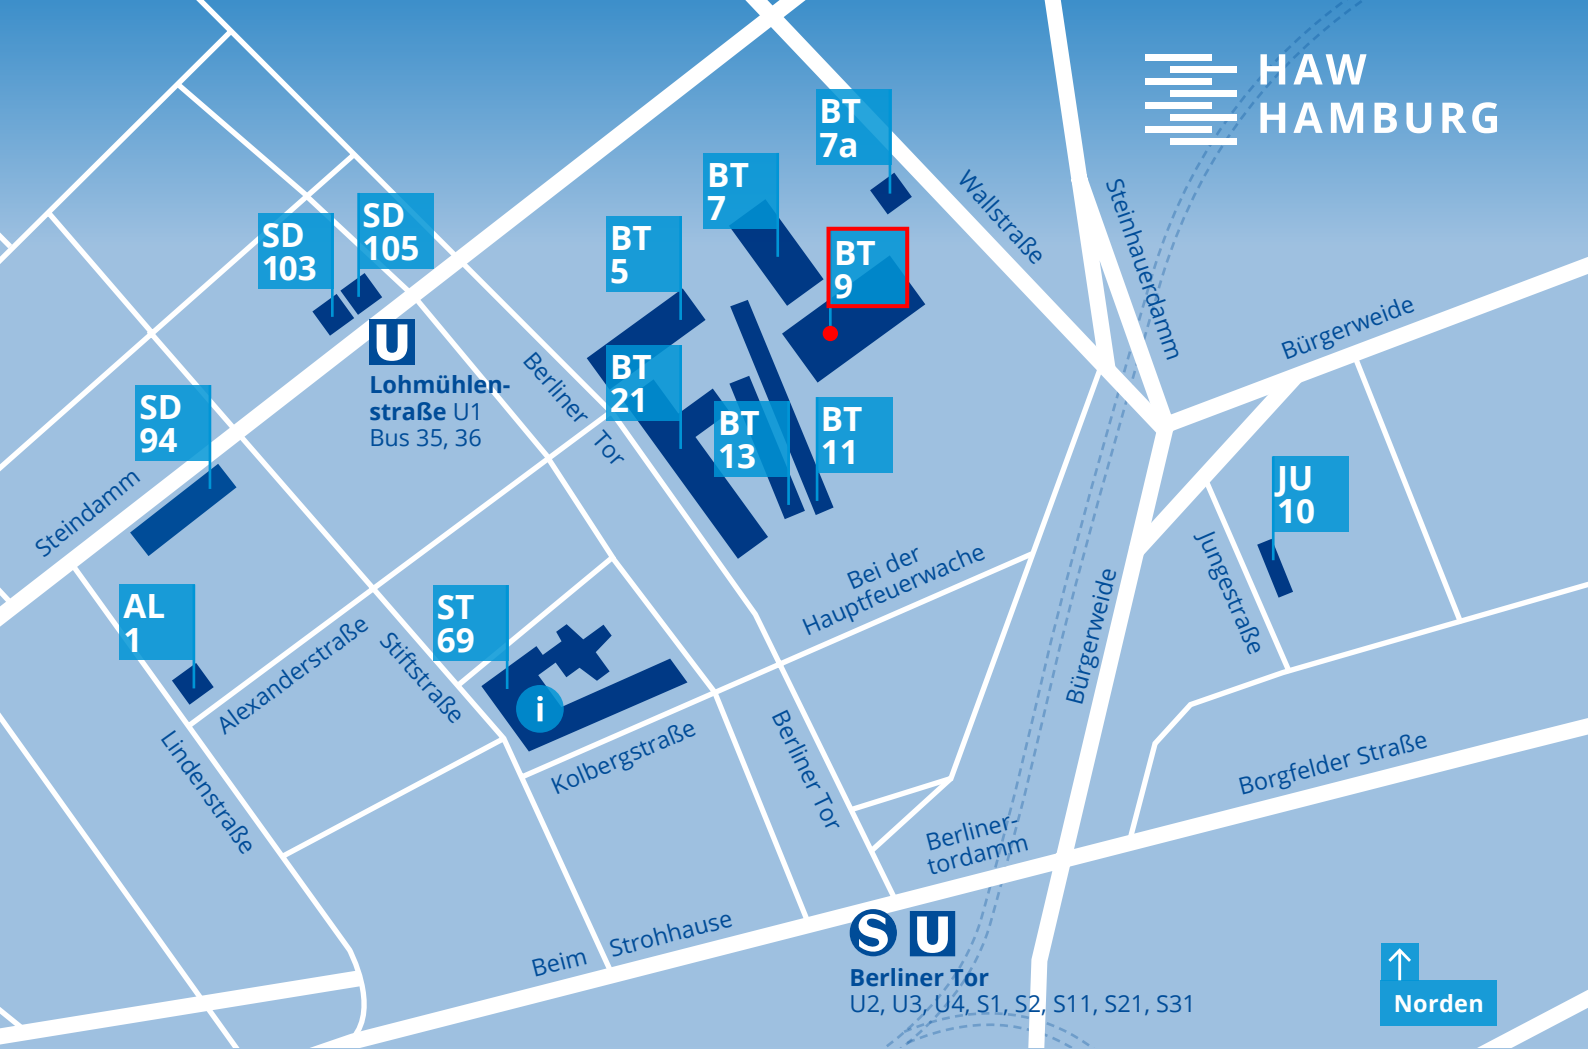 HAW
HAMBURG
BT
7a
BT
7
SD
105
SD
103
BT
5
BT
9
Wallstraße
Steinhauerdamm
Bürgerweide
U
Lohmühlen-
straße U1
Bus 35, 36
Berliner Tor
BT
21
BT
13
BT
11
SD
94
Steindamm
JU
10
Jungestraße
Bei der
Hauptfeuerwache
Bürgerweide
AL
1
ST
69
i
Alexanderstraße
Stiftstraße
Lindenstraße
Kolbergstraße
Berliner Tor
Borgfelder Straße
Berliner-
tordamm
Beim Strohhause
S U
Berliner Tor
U2, U3, U4, S1, S2, S11, S21, S31
Norden